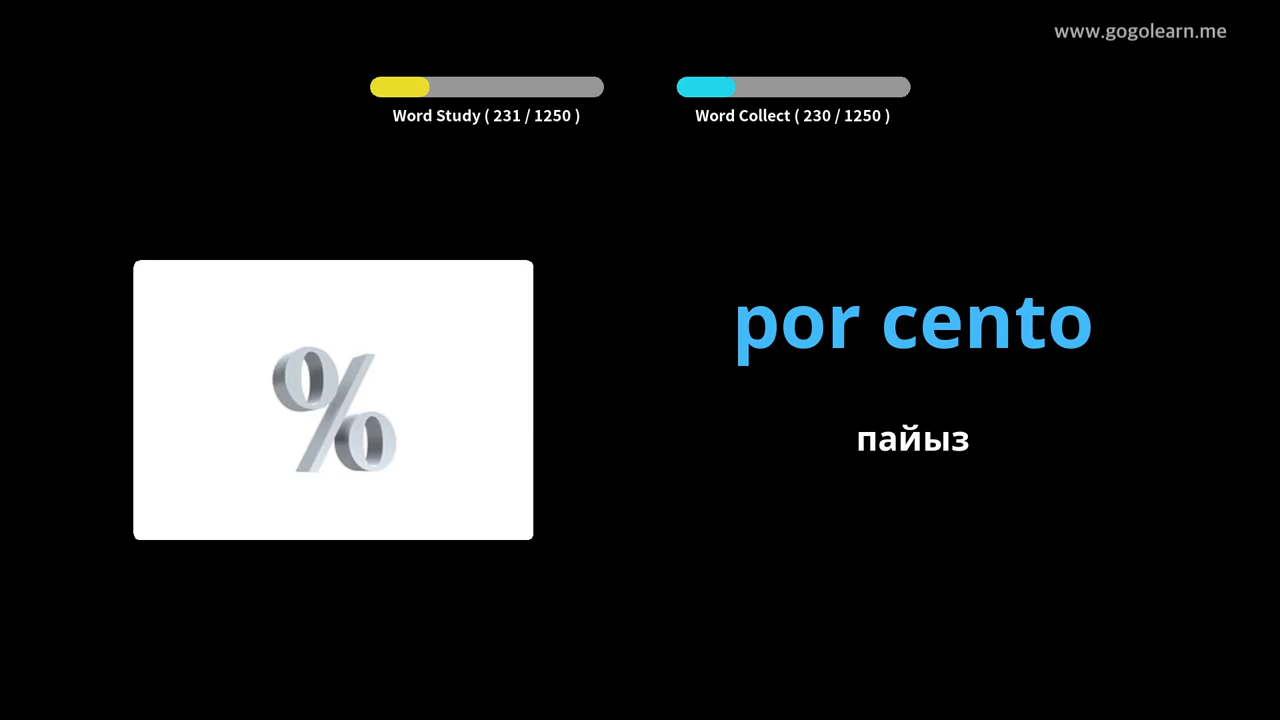 www.gogolearn.me
Word Study ( 231 / 1250 )
Word Collect ( 230 / 1250 )
%
por cento
пайыз